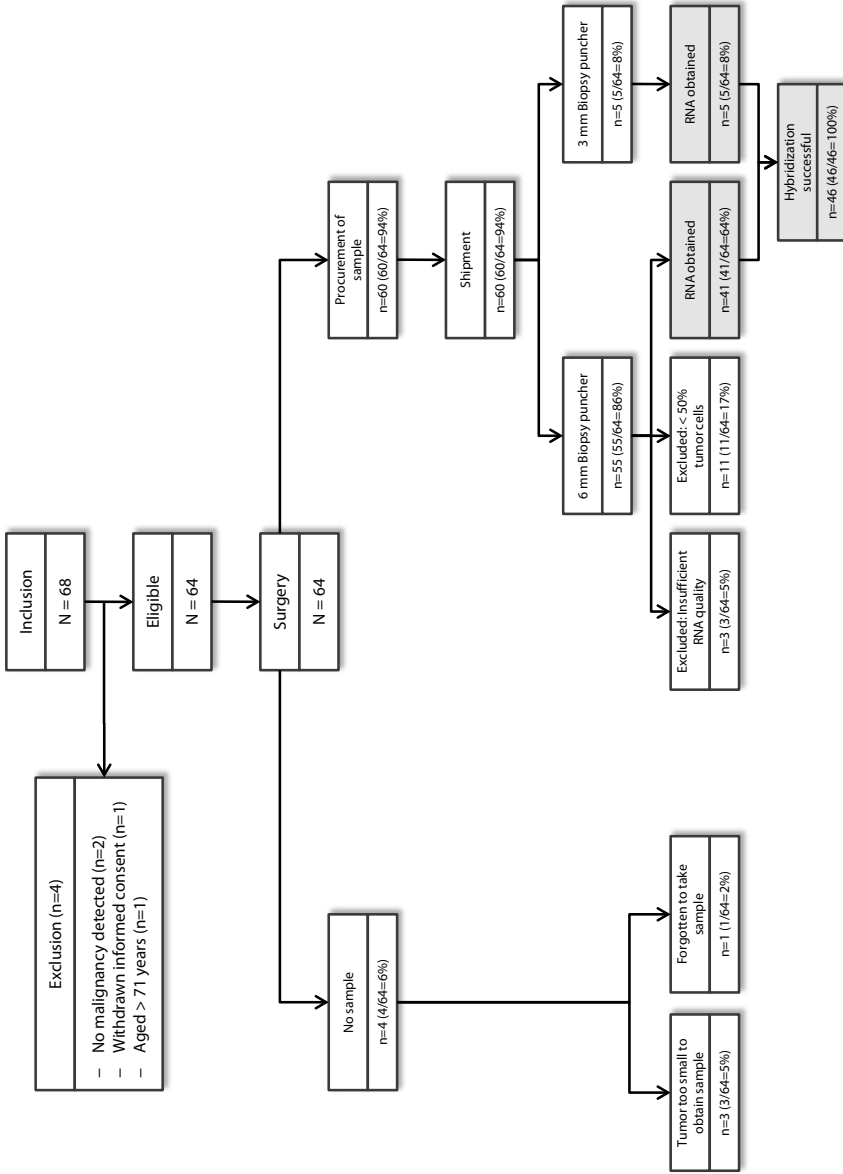 Inclusion
N = 68
Exclusion (n=4)
– No malignancy detected (n=2)
– Withdrawn informed consent (n=1)
– Aged > 71 years (n=1)
Eligible
N = 64
Surgery
N = 64
No sample
n=4 (4/64=6%)
Procurement of
sample
n=60 (60/64=94%)
Shipment
n=60 (60/64=94%)
6 mm Biopsy puncher
n=55 (55/64=86%)
3 mm Biopsy puncher
n=5 (5/64=8%)
Tumor too small to
obtain sample
n=3 (3/64=5%)
Forgotten to take
sample
n=1 (1/64=2%)
Excluded: Insufficient
RNA quality
n=3 (3/64=5%)
Excluded: < 50%
tumor cells
n=11 (11/64=17%)
RNA obtained
n=41 (41/64=64%)
RNA obtained
n=5 (5/64=8%)
Hybridization
successful
n=46 (46/46=100%)